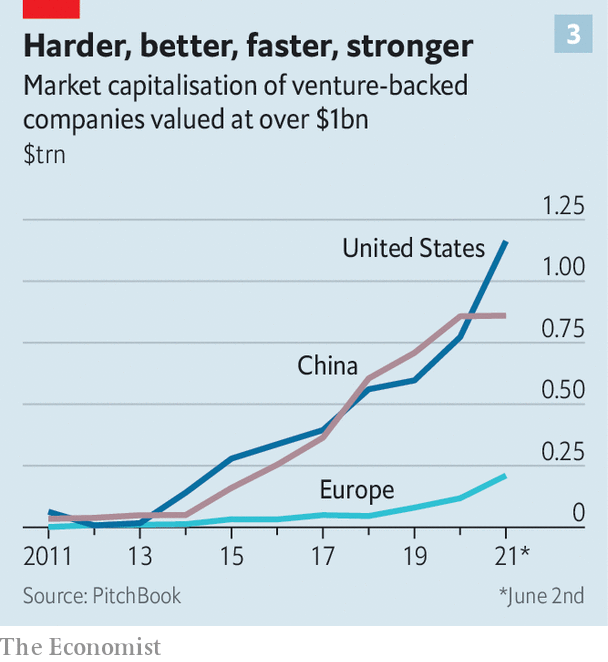 Harder, better, faster, stronger
3
Market capitalisation of venture-backed
companies valued at over $1bn
$trn
1.25
United States
1.00
0.75
China
0.50
0.25
Europe
0
2011 13 15 17 19 21*
Source: PitchBook
*June 2nd
The Economist